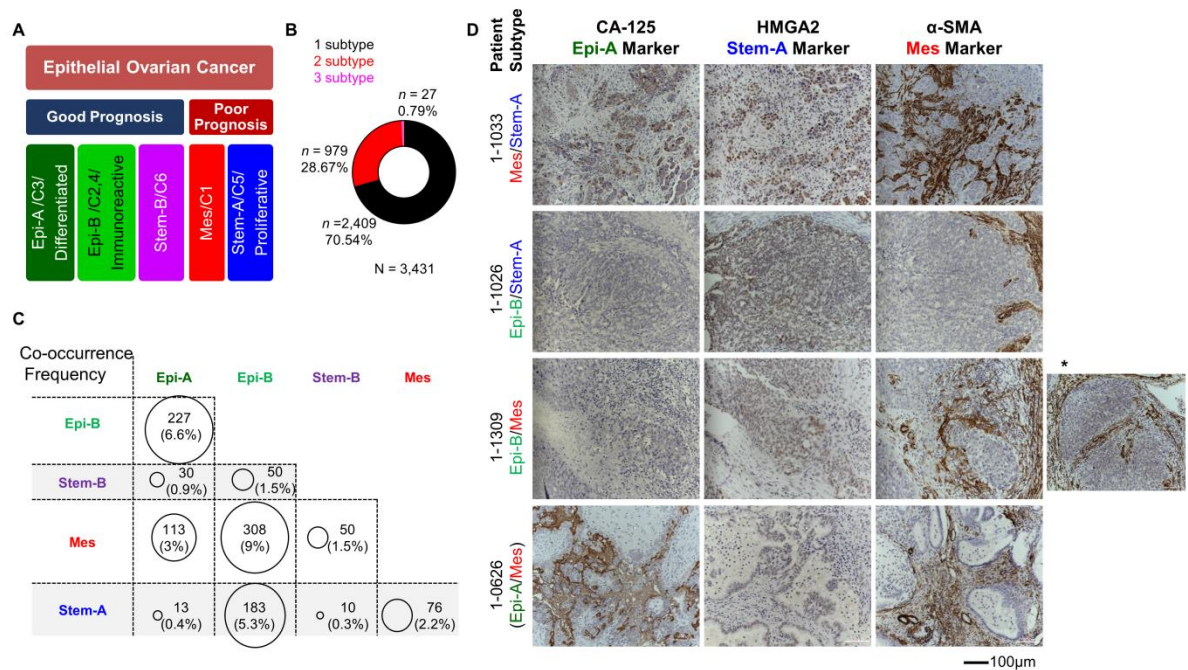 A
Epithelial Ovarian Cancer
Good Prognosis
Poor
Prognosis
Epi-A /C3/
Differentiated
Epi-B /C2,4/
Immunoreactive
Stem-B/C6
Mes/C1
Stem-A/C5/
Proliferative
B
1 subtype
2 subtype
3 subtype
n = 27
0.79%
n = 979
28.67%
n =2,409
70.54%
N = 3,431
C
Co-occurrence
Frequency
Epi-A
Epi-B
Stem-B
Mes
Epi-B
227
(6.6%)
Stem-B
30
(0.9%)
50
(1.5%)
Mes
113
(3%)
308
(9%)
50
(1.5%)
Stem-A
13
(0.4%)
183
(5.3%)
10
(0.3%)
76
(2.2%)
D
Patient
Subtype
CA-125
Epi-A Marker
HMGA2
Stem-A Marker
α-SMA
Mes Marker
1-1033
Mes/Stem-A
1-1026
Epi-B/Stem-A
1-1309
Epi-B/Mes
*
1-0626
(Epi-A/Mes)
100μm